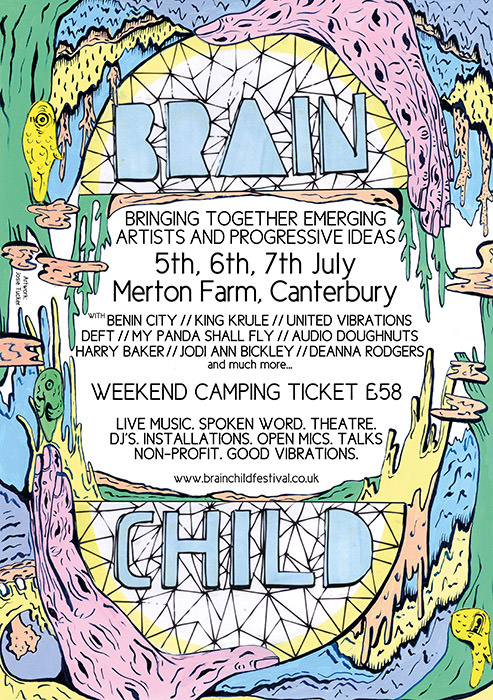 BRAIN
BRINGING TOGETHER EMERGING
ARTISTS AND PROGRESSIVE IDEAS
5th, 6th, 7th July
Merton Farm, Canterbury
WITH BENIN CITY // KING KRULE // UNITED VIBRATIONS
DEFT // MY PANDA SHALL FLY // AUDIO DOUGHNUTS
HARRY BAKER // JODI ANN BICKLEY // DEANNA RODGERS
and much more...
WEEKEND CAMPING TICKET £58
LIVE MUSIC. SPOKEN WORD. THEATRE.
DJ'S. INSTALLATIONS. OPEN MICS. TALKS
NON-PROFIT. GOOD VIBRATIONS.
www.brainchildfestival.co.uk
CHILD
Artwork:
Josie Tucker